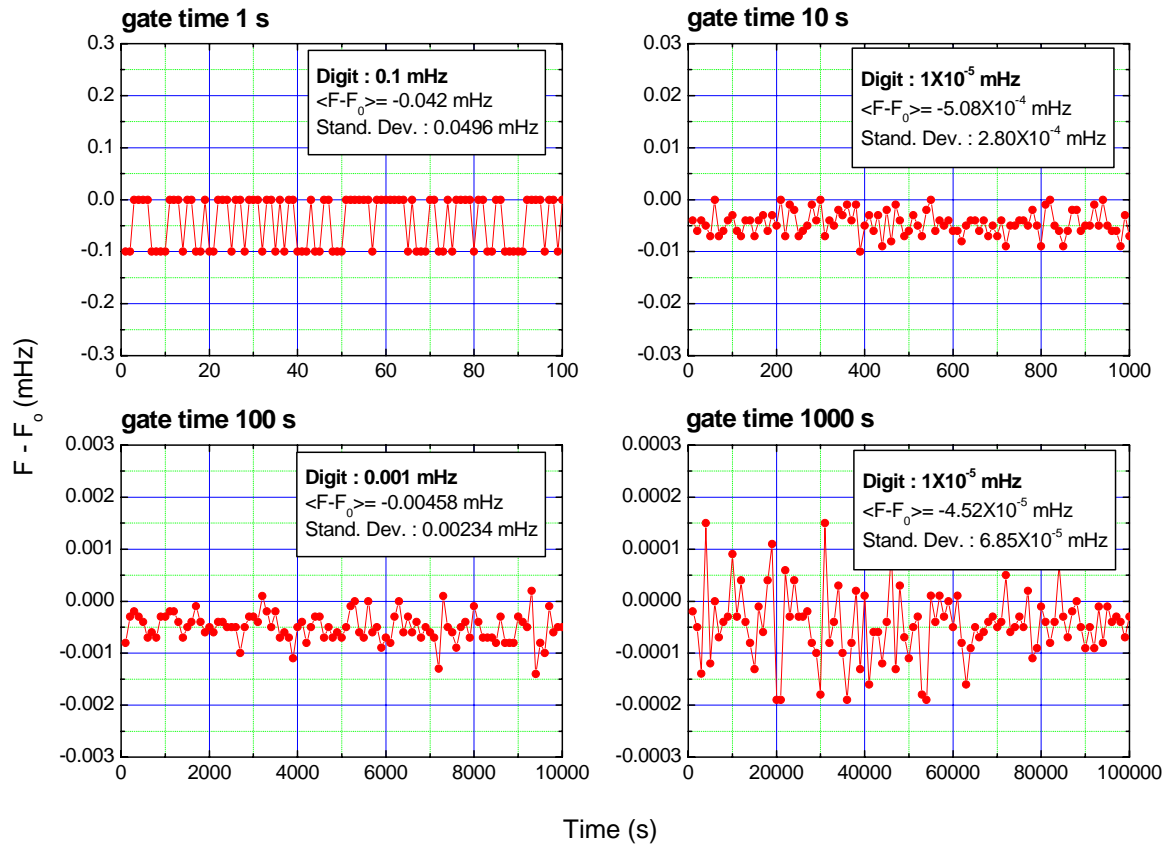 gate time 1 s
0.3
0.2
0.1
0.0
-0.1
-0.2
-0.3
0 20 40 60 80 100
Digit : 0.1 mHz
<F-F₀>= -0.042 mHz
Stand. Dev. : 0.0496 mHz
gate time 10 s
0.03
0.02
0.01
0.00
-0.01
-0.02
-0.03
0 200 400 600 800 1000
Digit : 1X10⁻⁵ mHz
<F-F₀>= -5.08X10⁻⁴ mHz
Stand. Dev. : 2.80X10⁻⁴ mHz
F - Fₒ (mHz)
gate time 100 s
0.003
0.002
0.001
0.000
-0.001
-0.002
-0.003
0 2000 4000 6000 8000 10000
Digit : 0.001 mHz
<F-F₀>= -0.00458 mHz
Stand. Dev. : 0.00234 mHz
gate time 1000 s
0.0003
0.0002
0.0001
0.0000
-0.0001
-0.0002
-0.0003
0 20000 40000 60000 80000 100000
Digit : 1X10⁻⁵ mHz
<F-F₀>= -4.52X10⁻⁵ mHz
Stand. Dev. : 6.85X10⁻⁵ mHz
Time (s)